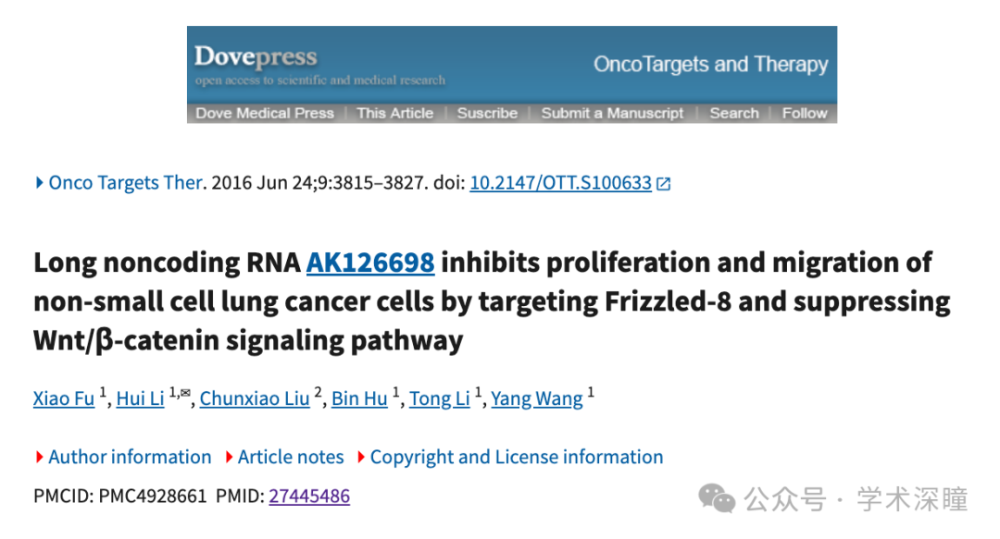 Dovepress
open access to scientific and medical research
OncoTargets and Therapy
Dove Medical Press | This Article | Suscribe | Submit a Manuscript | Search | Follow
Onco Targets Ther. 2016 Jun 24;9:3815–3827. doi: 10.2147/OTT.S100633
Long noncoding RNA AK126698 inhibits proliferation and migration of
non-small cell lung cancer cells by targeting Frizzled-8 and suppressing
Wnt/β-catenin signaling pathway
Xiao Fu 1, Hui Li 1,✉, Chunxiao Liu 2, Bin Hu 1, Tong Li 1, Yang Wang 1
Author information Article notes Copyright and License information
PMCID: PMC4928661 PMID: 27445486
公众号 · 学术深瞳